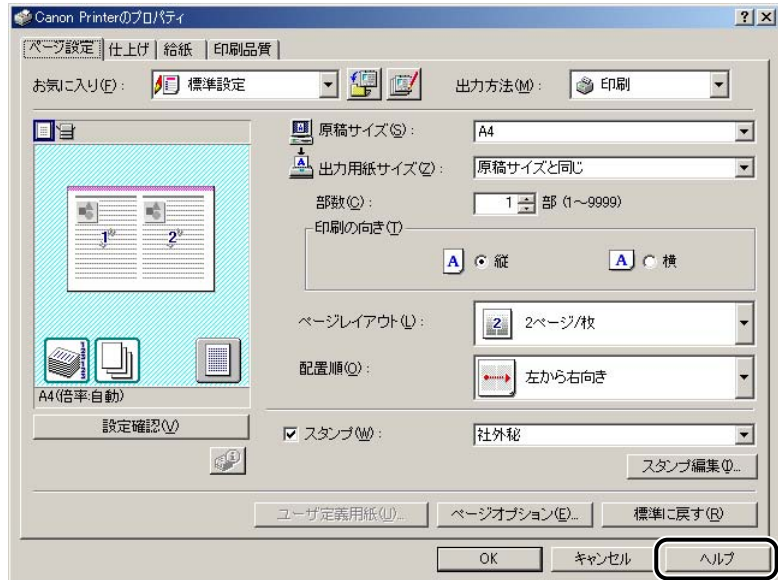 Canon Printerのプロパティ
ページ設定 仕上げ 給紙 印刷品質
お気に入り(F): 標準設定 出力方法(M): 印刷
原稿サイズ(S): A4
出力用紙サイズ(Z): 原稿サイズと同じ
部数(C): 1 部 (1～9999)
印刷の向き(T)
A 縦 A 横
1 2
ページレイアウト(L): 2 2ページ/枚
配置順(O): 左から右向き
A4(倍率:自動)
設定確認(V)
スタンプ(W): 社外秘
スタンプ編集(I)...
ユーザ定義用紙(U)... ページオプション(E)... 標準に戻す(R)
OK キャンセル ヘルプ